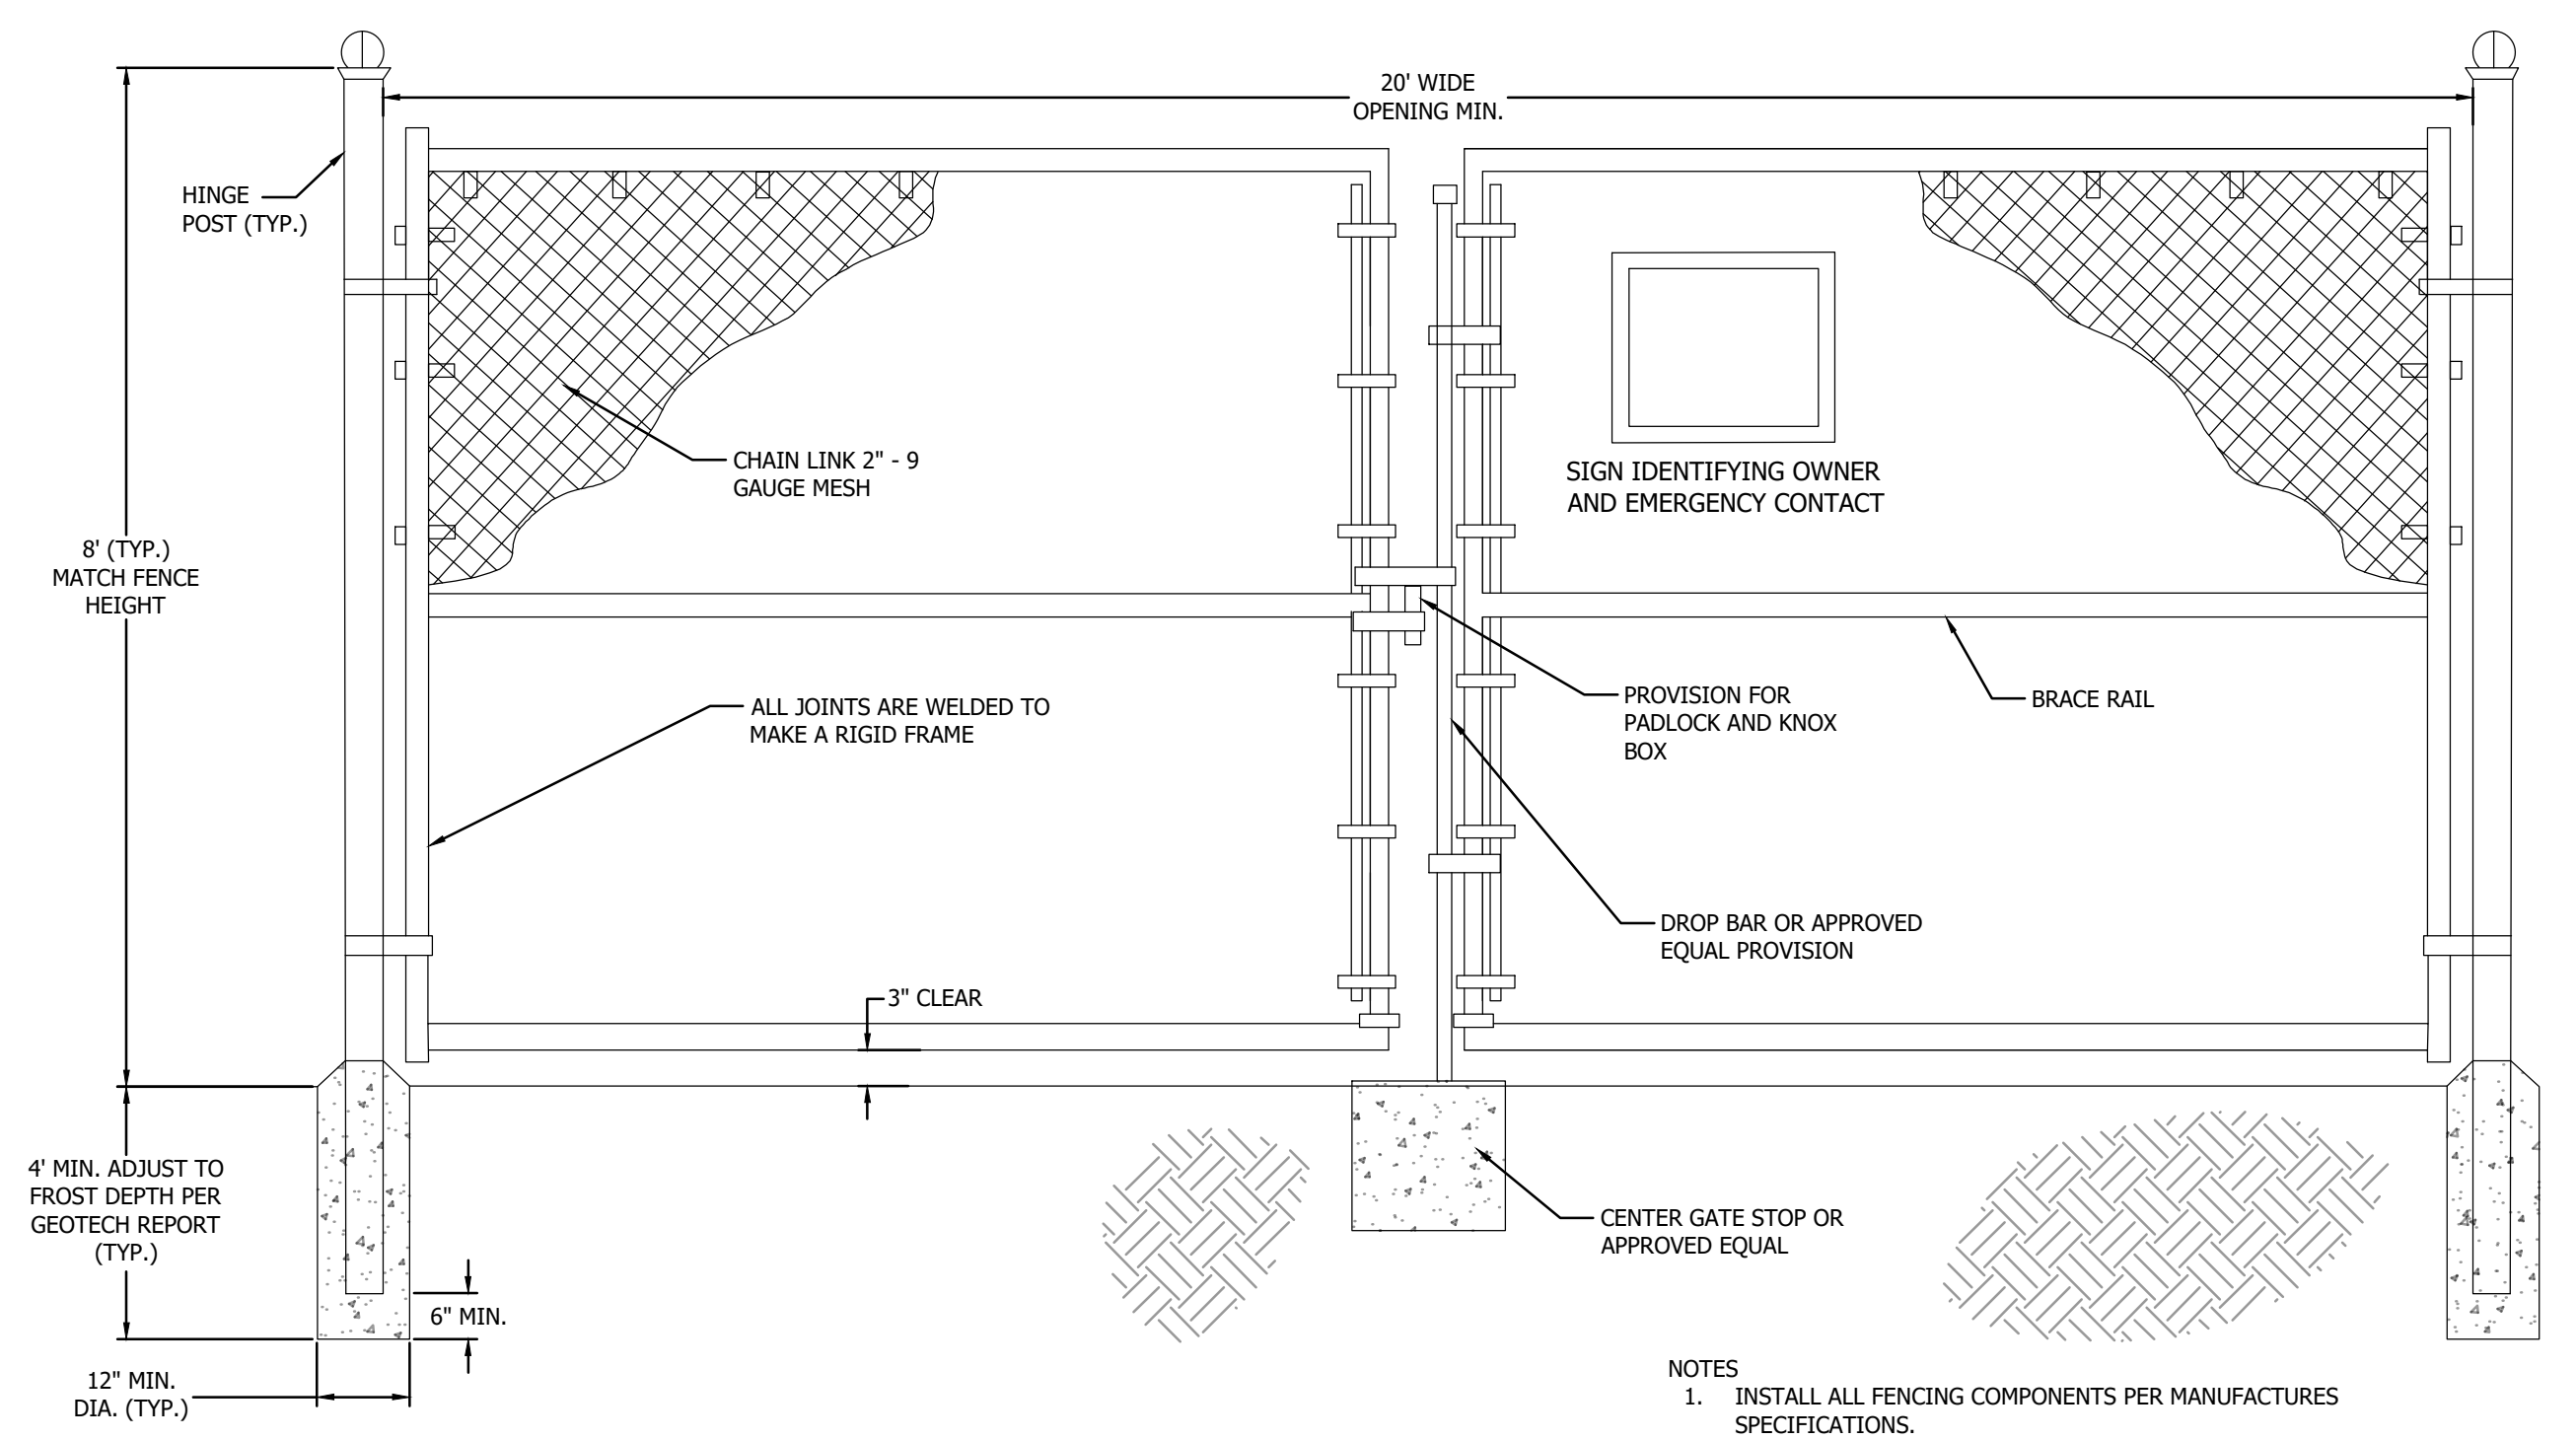 20' WIDE
OPENING MIN.
HINGE
POST (TYP.)
CHAIN LINK 2" - 9
GAUGE MESH
SIGN IDENTIFYING OWNER
AND EMERGENCY CONTACT
8' (TYP.)
MATCH FENCE
HEIGHT
ALL JOINTS ARE WELDED TO
MAKE A RIGID FRAME
PROVISION FOR
PADLOCK AND KNOX
BOX
BRACE RAIL
DROP BAR OR APPROVED
EQUAL PROVISION
3" CLEAR
4' MIN. ADJUST TO
FROST DEPTH PER
GEOTECH REPORT
(TYP.)
CENTER GATE STOP OR
APPROVED EQUAL
6" MIN.
12" MIN.
DIA. (TYP.)
NOTES
1. INSTALL ALL FENCING COMPONENTS PER MANUFACTURES
SPECIFICATIONS.